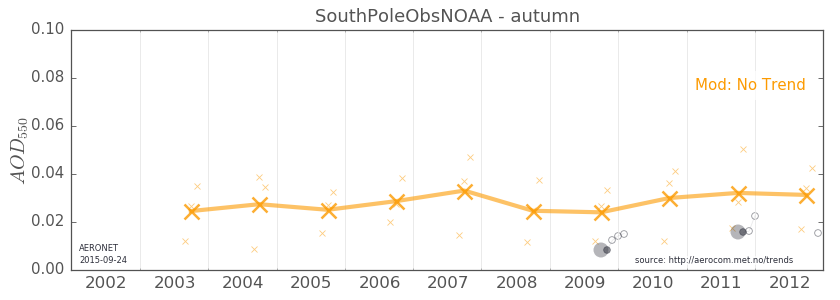 SouthPoleObsNOAA - autumn
0.10
0.08
0.06
0.04
0.02
0.00
AOD550
Mod: No Trend
AERONET
2015-09-24
source: http://aerocom.met.no/trends
2002 2003 2004 2005 2006 2007 2008 2009 2010 2011 2012